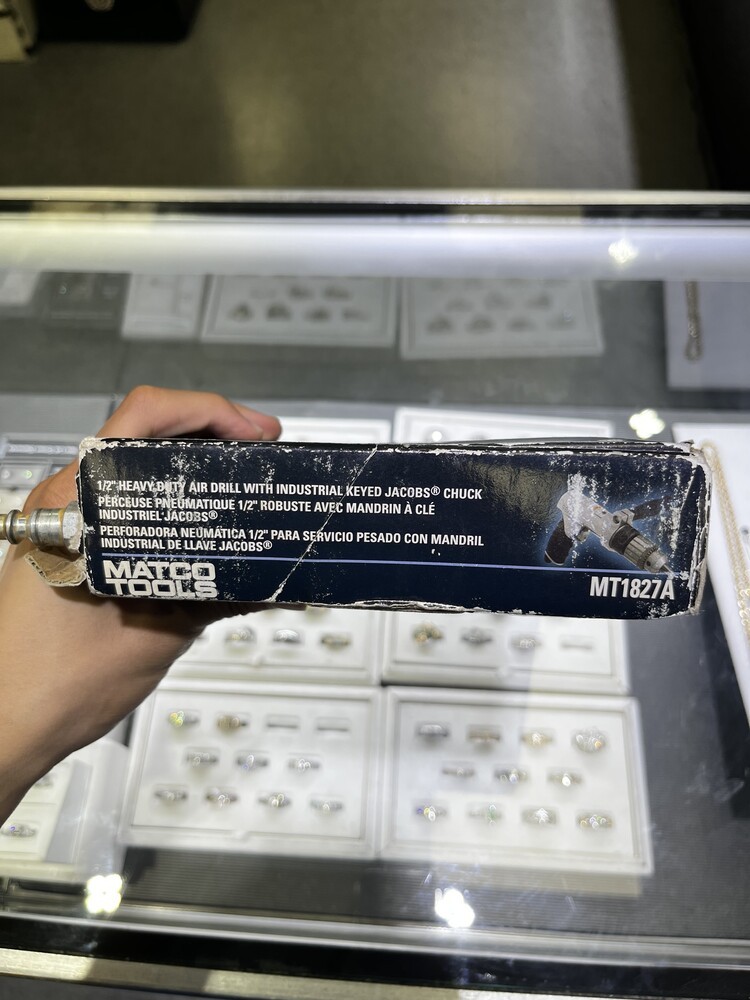 1/2" HEAVY DUTY AIR DRILL WITH INDUSTRIAL KEYED JACOBS® CHUCK
PERCEUSE PNEUMATIQUE 1/2" ROBUSTE AVEC MANDRIN À CLÉ
INDUSTRIEL JACOBS®
PERFORADORA NEUMÁTICA 1/2" PARA SERVICIO PESADO CON MANDRIL
INDUSTRIAL DE LLAVE JACOBS®
MATCO
TOOLS
MT1827A